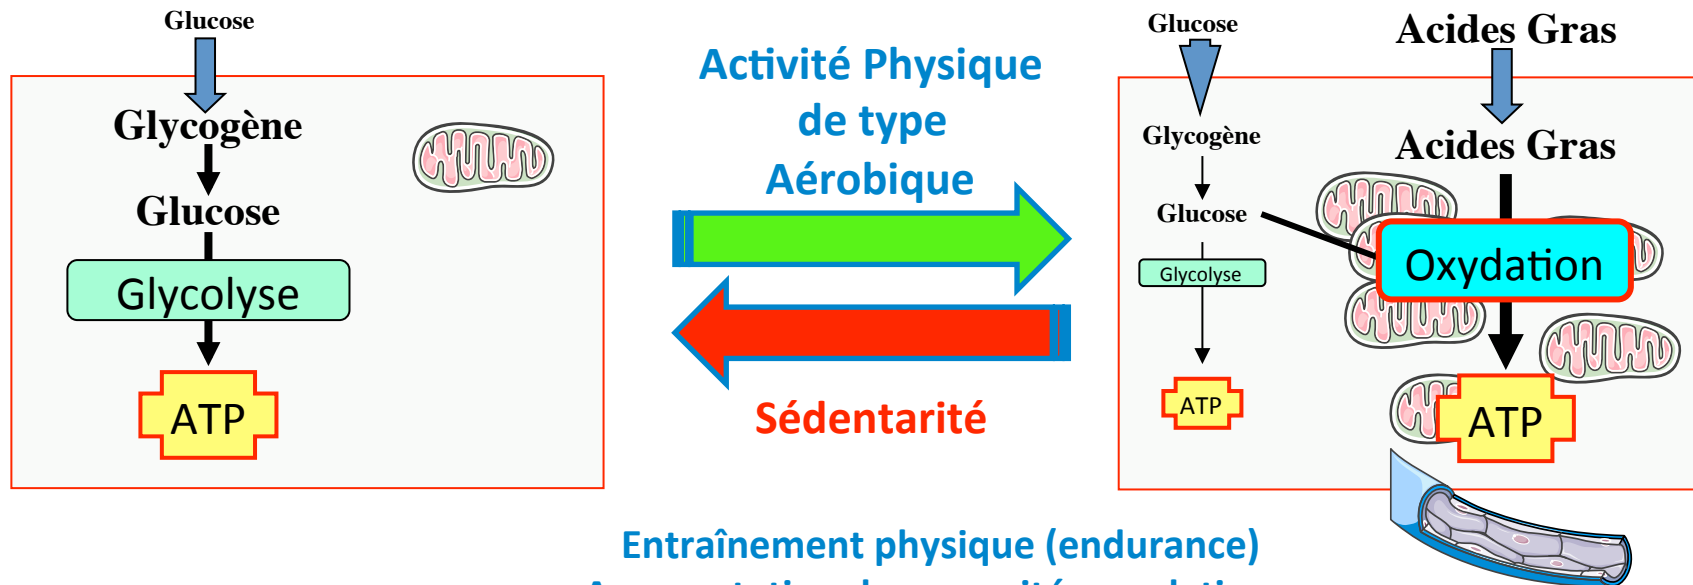 Glucose
Glycogène
Glucose
Glycolyse
ATP
Activité Physique
de type
Aérobique
Sédentarité
Glucose
Glycogène
Glucose
Glycolyse
ATP
Acides Gras
Acides Gras
Oxydation
ATP
Entraînement physique (endurance)